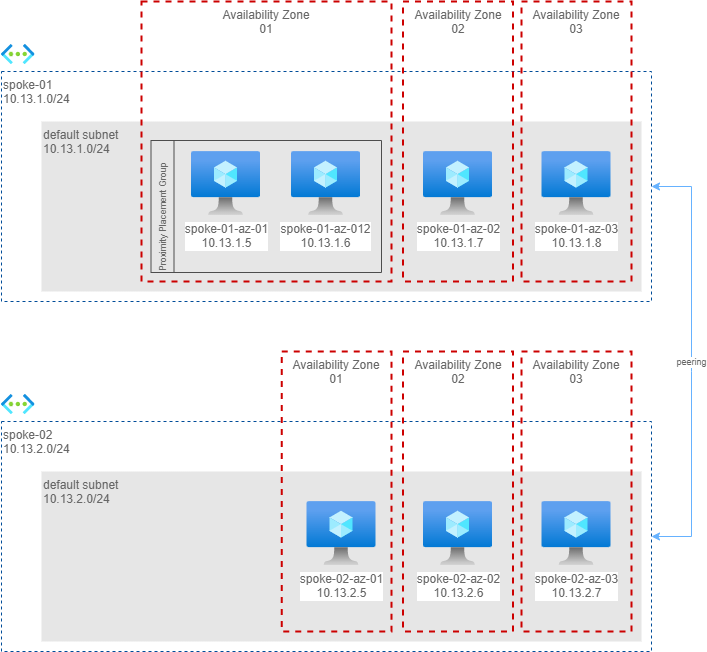 Availability Zone
01
Availability Zone
02
Availability Zone
03
spoke-01
10.13.1.0/24
default subnet
10.13.1.0/24
Proximity Placement Group
spoke-01-az-01
10.13.1.5
spoke-01-az-012
10.13.1.6
spoke-01-az-02
10.13.1.7
spoke-01-az-03
10.13.1.8
peering
Availability Zone
01
Availability Zone
02
Availability Zone
03
spoke-02
10.13.2.0/24
default subnet
10.13.2.0/24
spoke-02-az-01
10.13.2.5
spoke-02-az-02
10.13.2.6
spoke-02-az-03
10.13.2.7